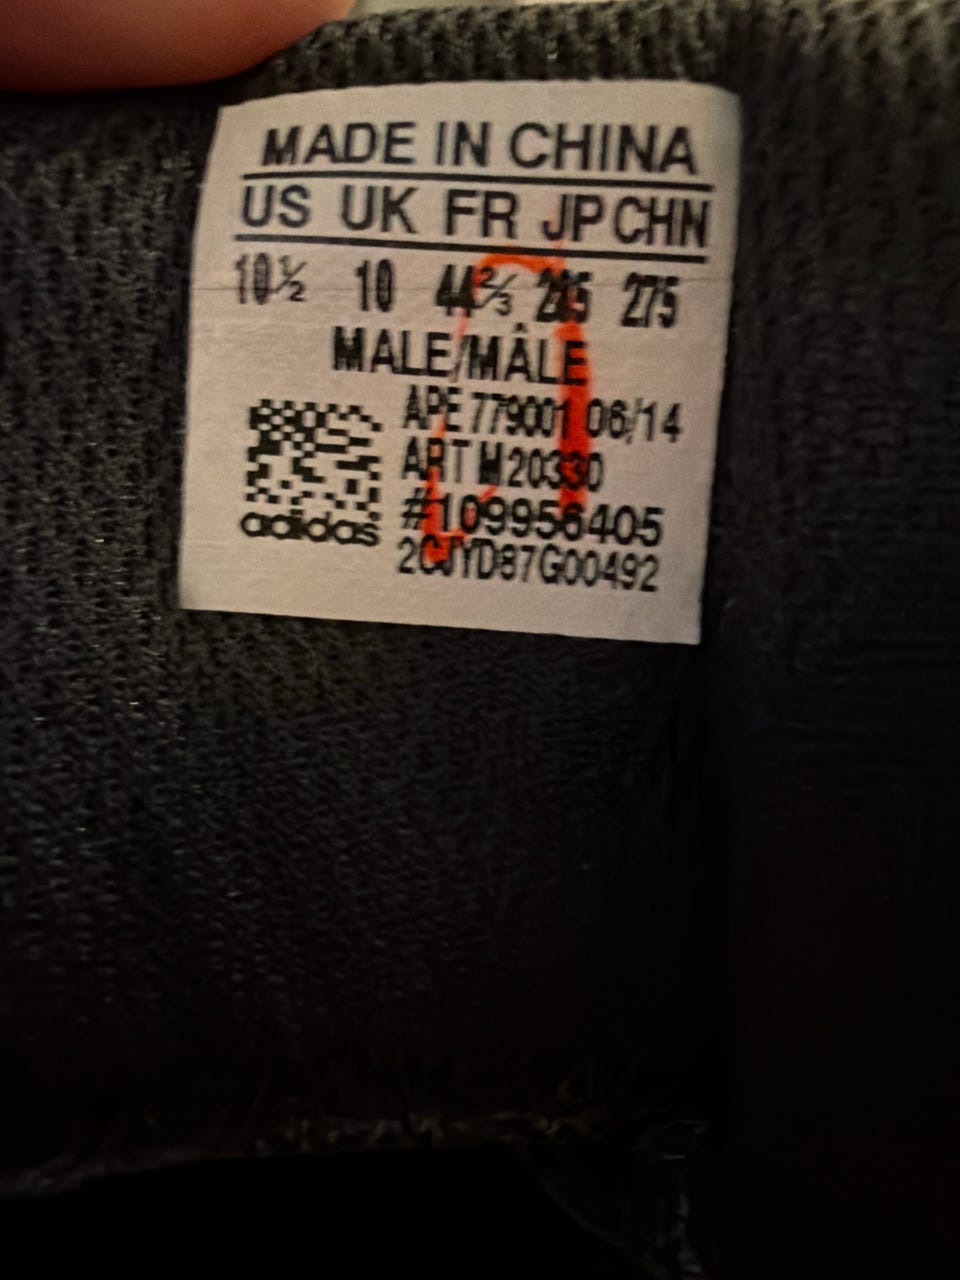 MADE IN CHINA
US UK FR JP CHN
10½ 10 44⅔ 285 275
MALE/MÂLE
APE 779001 06/14
ART M20330
#109956405
adidas
2CJYD87G00492